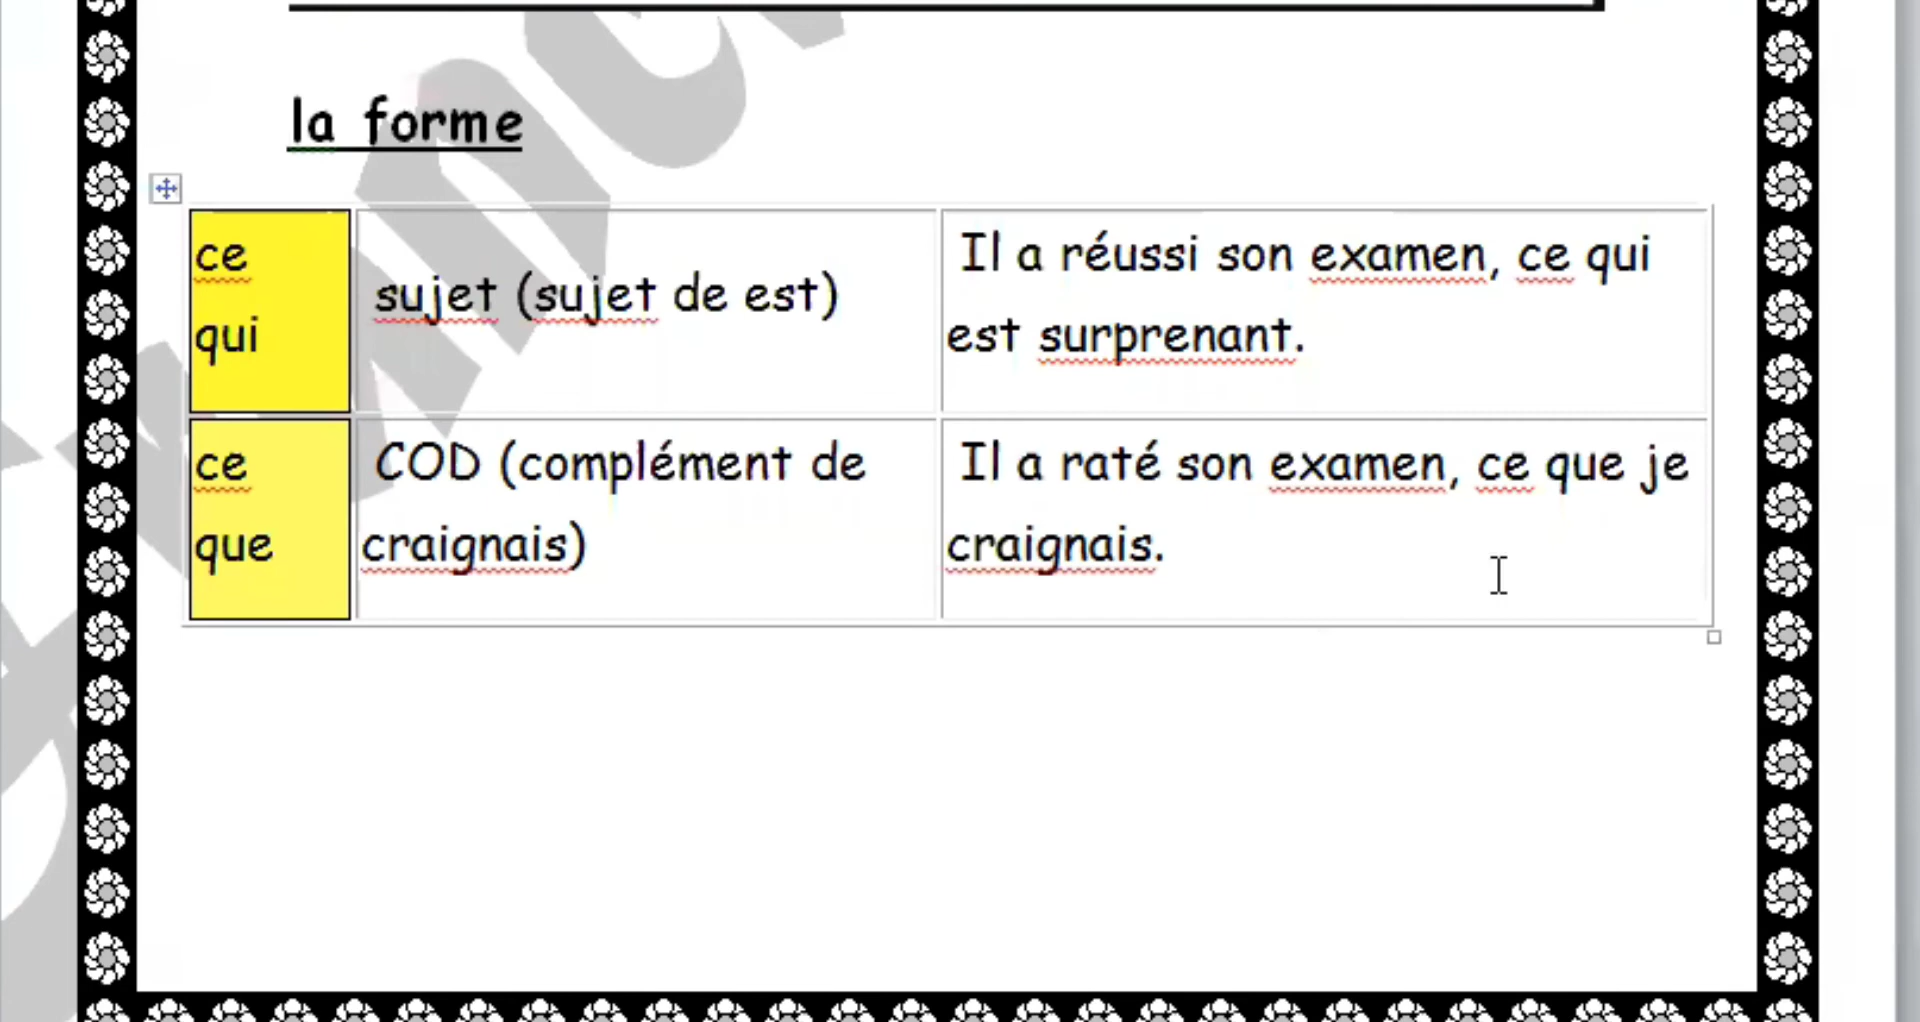 la forme
ce
qui
sujet (sujet de est)
Il a réussi son examen, ce qui
est surprenant.
ce
que
COD (complément de
craignais)
Il a raté son examen, ce que je
craignais.